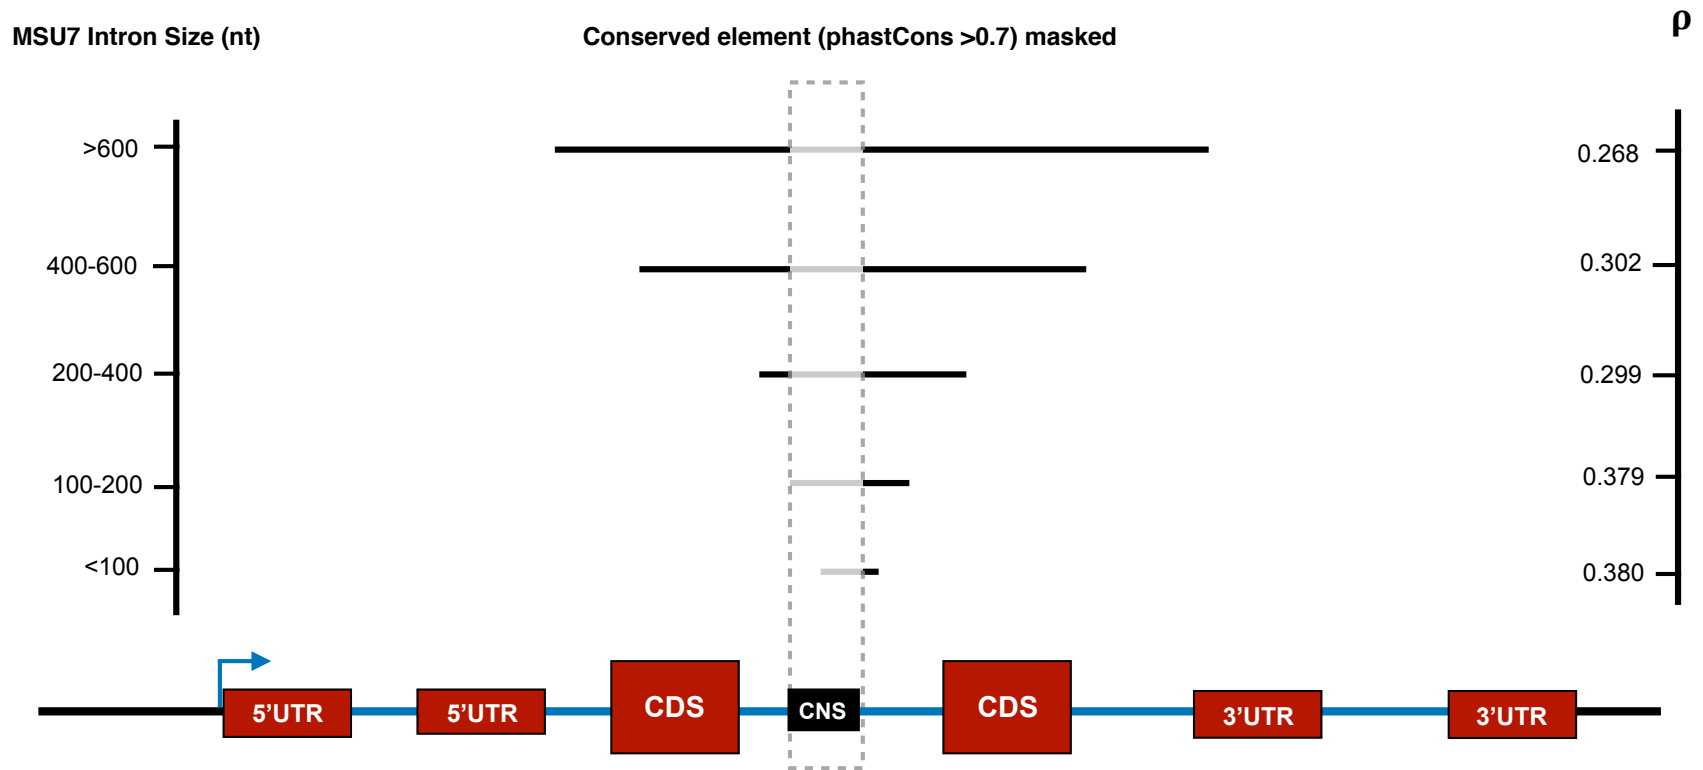 MSU7 Intron Size (nt)
Conserved element (phastCons >0.7) masked
ρ
>600
0.268
400-600
0.302
200-400
0.299
100-200
0.379
<100
0.380
5’UTR
5’UTR
CDS
CNS
CDS
3’UTR
3’UTR